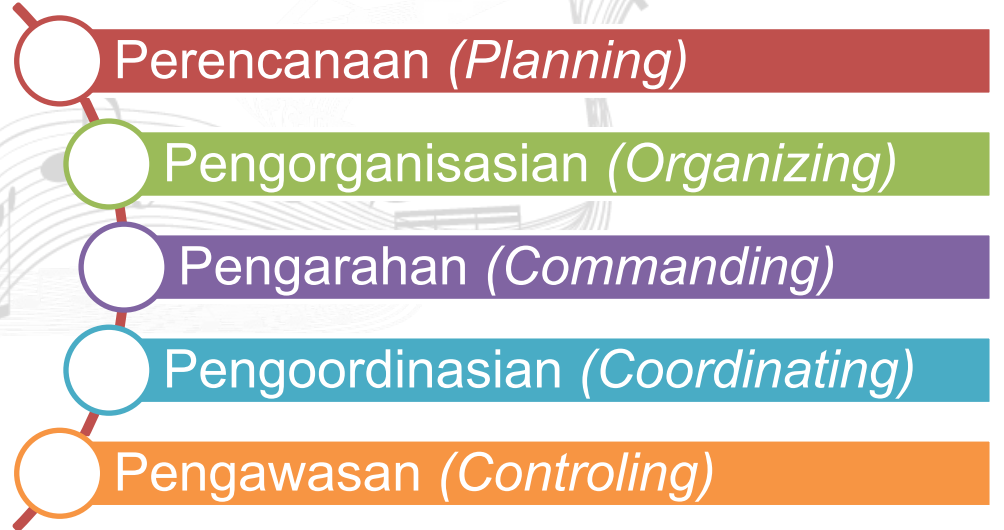 Perencanaan (Planning)
Pengorganisasian (Organizing)
Pengarahan (Commanding)
Pengoordinasian (Coordinating)
Pengawasan (Controling)